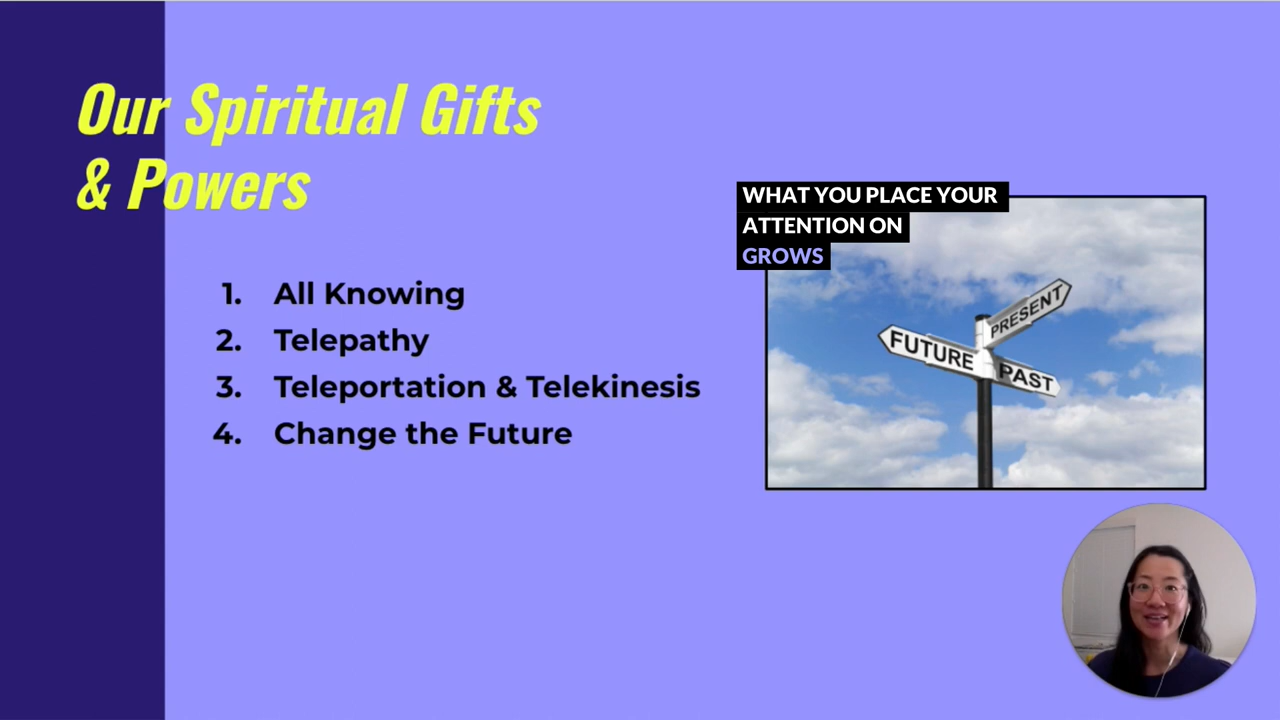 Our Spiritual Gifts
& Powers
1. All Knowing
2. Telepathy
3. Teleportation & Telekinesis
4. Change the Future
WHAT YOU PLACE YOUR
ATTENTION ON
GROWS
PRESENT
FUTURE
PAST